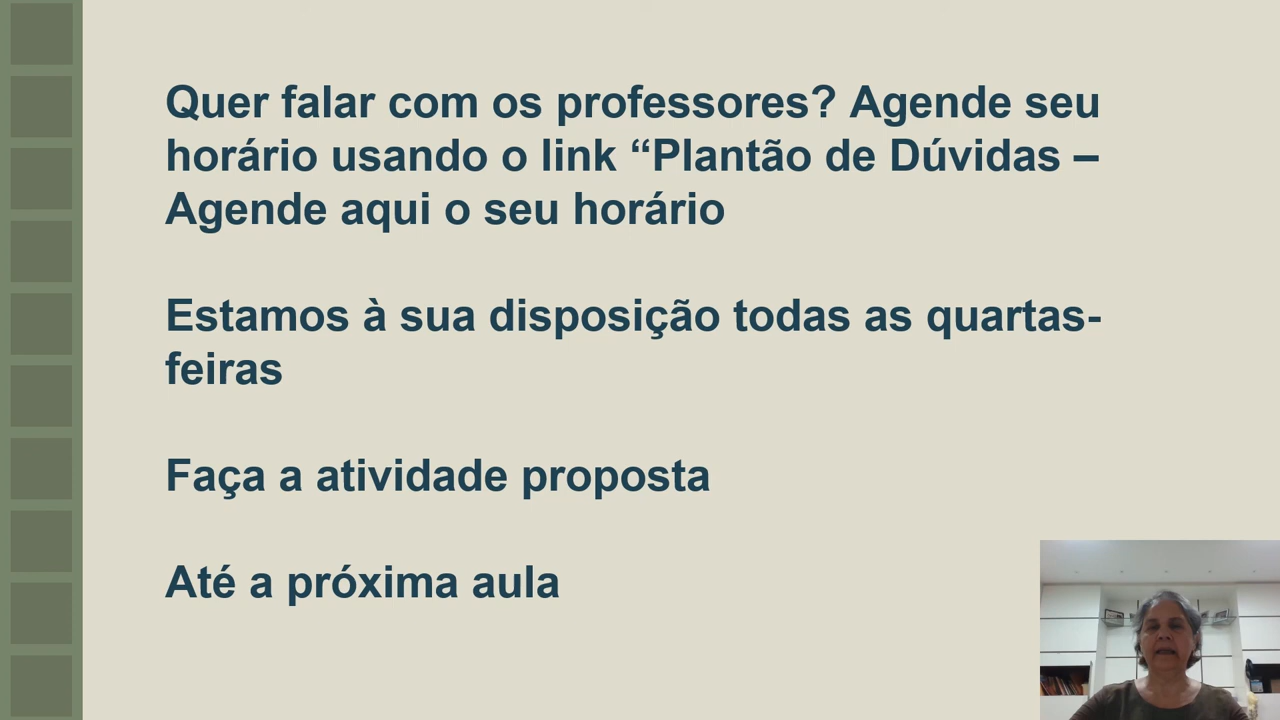 Quer falar com os professores? Agende seu
horário usando o link “Plantão de Dúvidas –
Agende aqui o seu horário
Estamos à sua disposição todas as quartas-
feiras
Faça a atividade proposta
Até a próxima aula